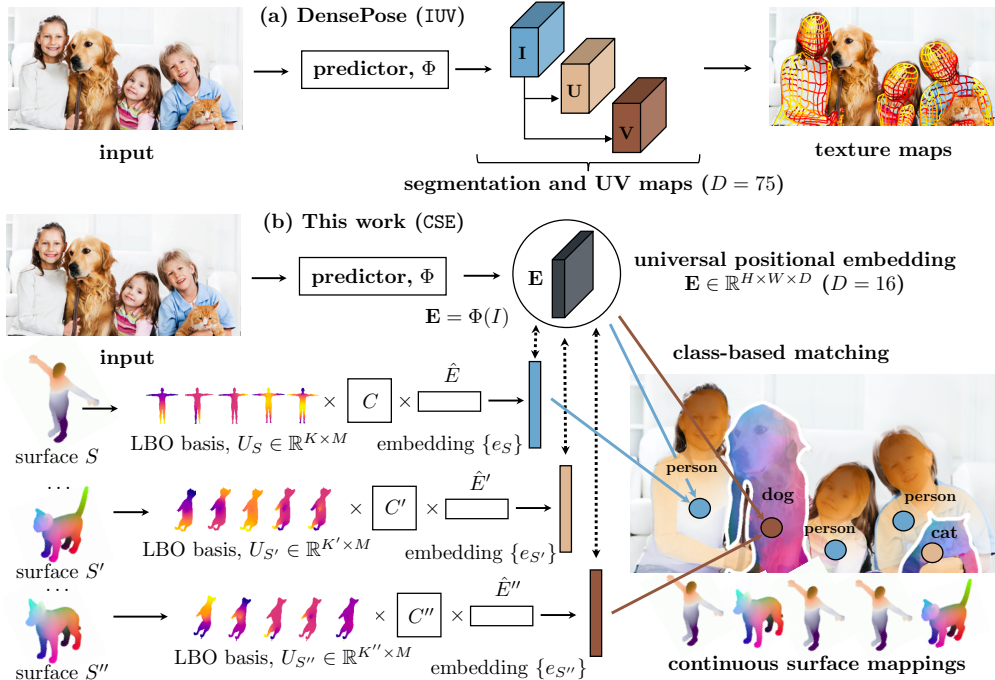 (a) DensePose (IUV)
predictor, Φ
I
U
V
input
texture maps
segmentation and UV maps (D = 75)
(b) This work (CSE)
predictor, Φ
E
universal positional embedding
E ∈ ℝ^{H×W×D} (D = 16)
E = Φ(I)
input
class-based matching
LBO basis, U_S ∈ ℝ^{K×M}
× C × Ê
embedding {e_S}
surface S
...
LBO basis, U_{S′} ∈ ℝ^{K′×M}
× C′ × Ê′
embedding {e_{S′}}
surface S′
...
LBO basis, U_{S′′} ∈ ℝ^{K′′×M}
× C′′ × Ê′′
embedding {e_{S′′}}
surface S′′
person
dog
person
person
cat
continuous surface mappings